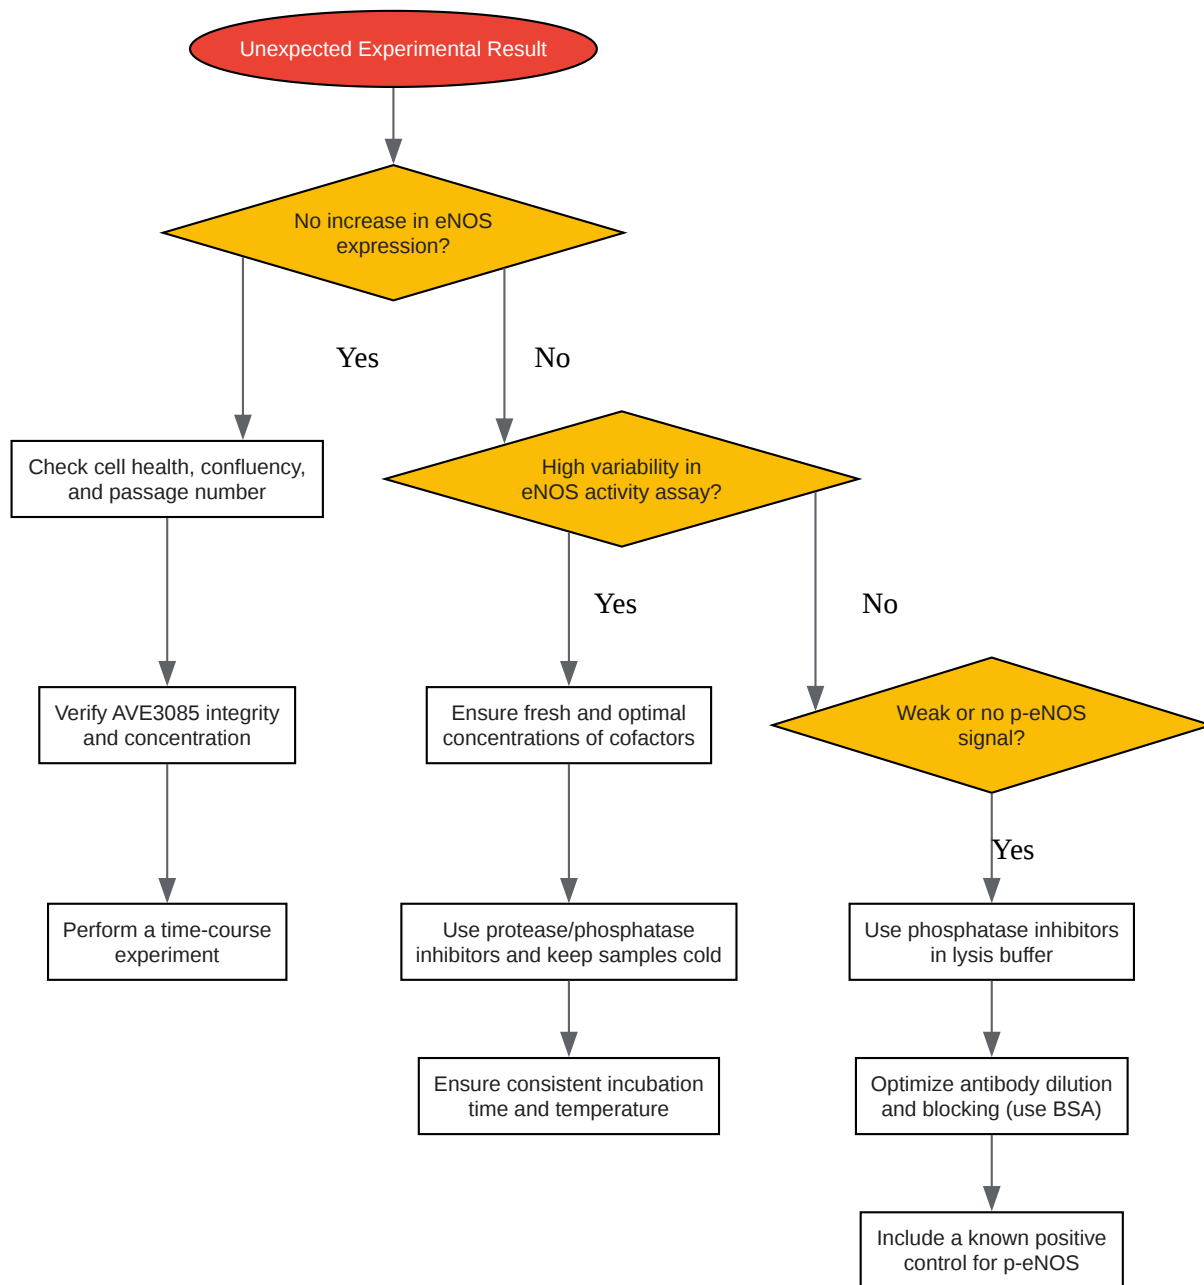 Unexpected Experimental Result
No increase in eNOS
expression?
Yes
No
Check cell health, confluency,
and passage number
High variability in
eNOS activity assay?
Yes
No
Verify AVE3085 integrity
and concentration
Ensure fresh and optimal
concentrations of cofactors
Weak or no p-eNOS
signal?
Yes
Perform a time-course
experiment
Use protease/phosphatase
inhibitors and keep samples cold
Use phosphatase inhibitors
in lysis buffer
Ensure consistent incubation
time and temperature
Optimize antibody dilution
and blocking (use BSA)
Include a known positive
control for p-eNOS